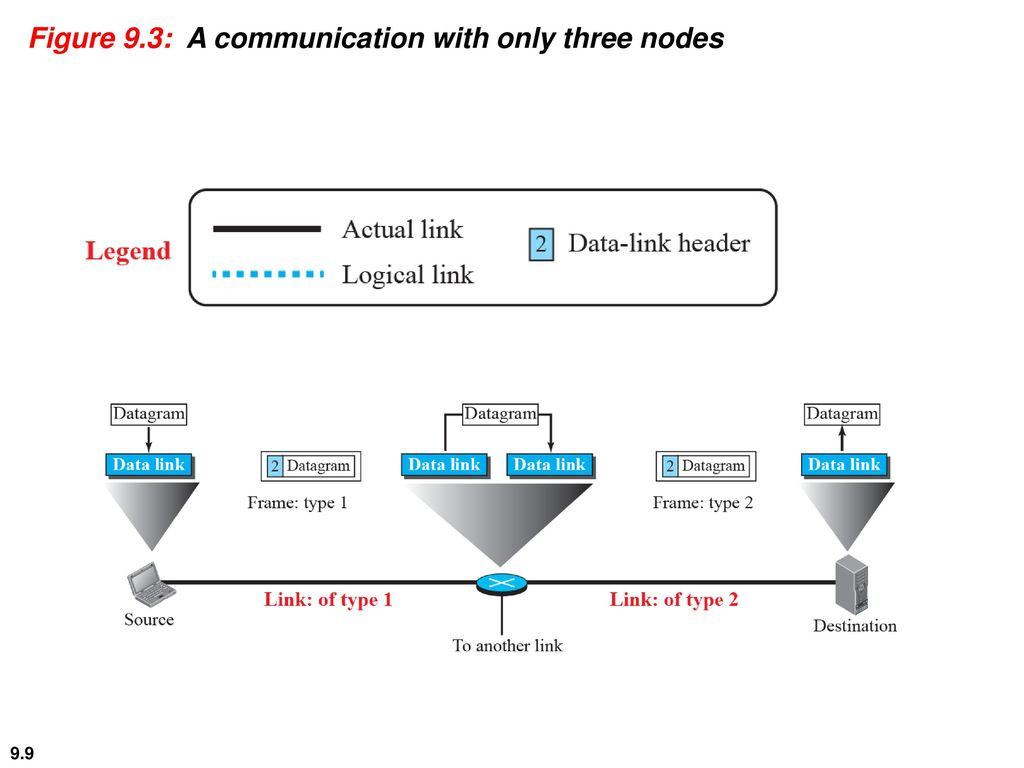 Figure 9.3: A communication with only three nodes
Legend
Actual link
Logical link
2 Data-link header
Datagram Datagram Datagram
Data link 2 Datagram Data link Data link 2 Datagram Data link
Frame: type 1 Frame: type 2
Link: of type 1 Link: of type 2
Source Destination
To another link
9.9